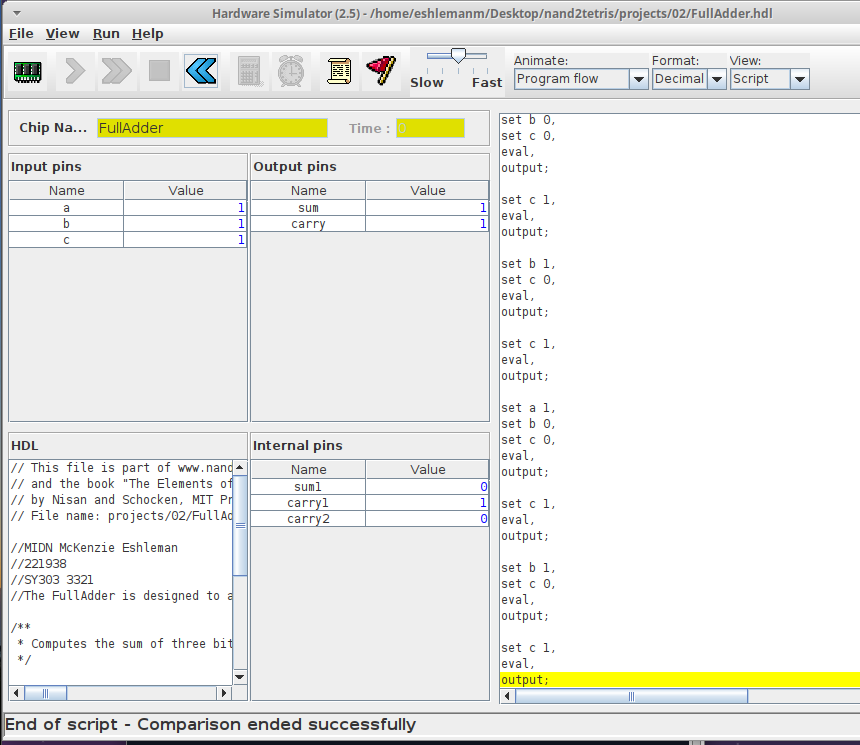 Hardware Simulator (2.5) - /home/eshlemanm/Desktop/nand2tetris/projects/02/FullAdder.hdl
File View Run Help
Slow Fast
Animate: Format: View:
Program flow Decimal Script
Chip Na... FullAdder Time : 0
Input pins
Name Value
a 1
b 1
c 1
Output pins
Name Value
sum 1
carry 1
HDL
// This file is part of www.nand
// and the book "The Elements of
// by Nisan and Schocken, MIT Pr
// File name: projects/02/FullAd
//MIDN McKenzie Eshleman
//221938
//SY303 3321
//The FullAdder is designed to a
/**
* Computes the sum of three bit
*/
Internal pins
Name Value
sum1 0
carry1 1
carry2 0
set b 0,
set c 0,
eval,
output;
set c 1,
eval,
output;
set b 1,
set c 0,
eval,
output;
set c 1,
eval,
output;
set a 1,
set b 0,
set c 0,
eval,
output;
set c 1,
eval,
output;
set b 1,
set c 0,
eval,
output;
set c 1,
eval,
output;
End of script - Comparison ended successfully